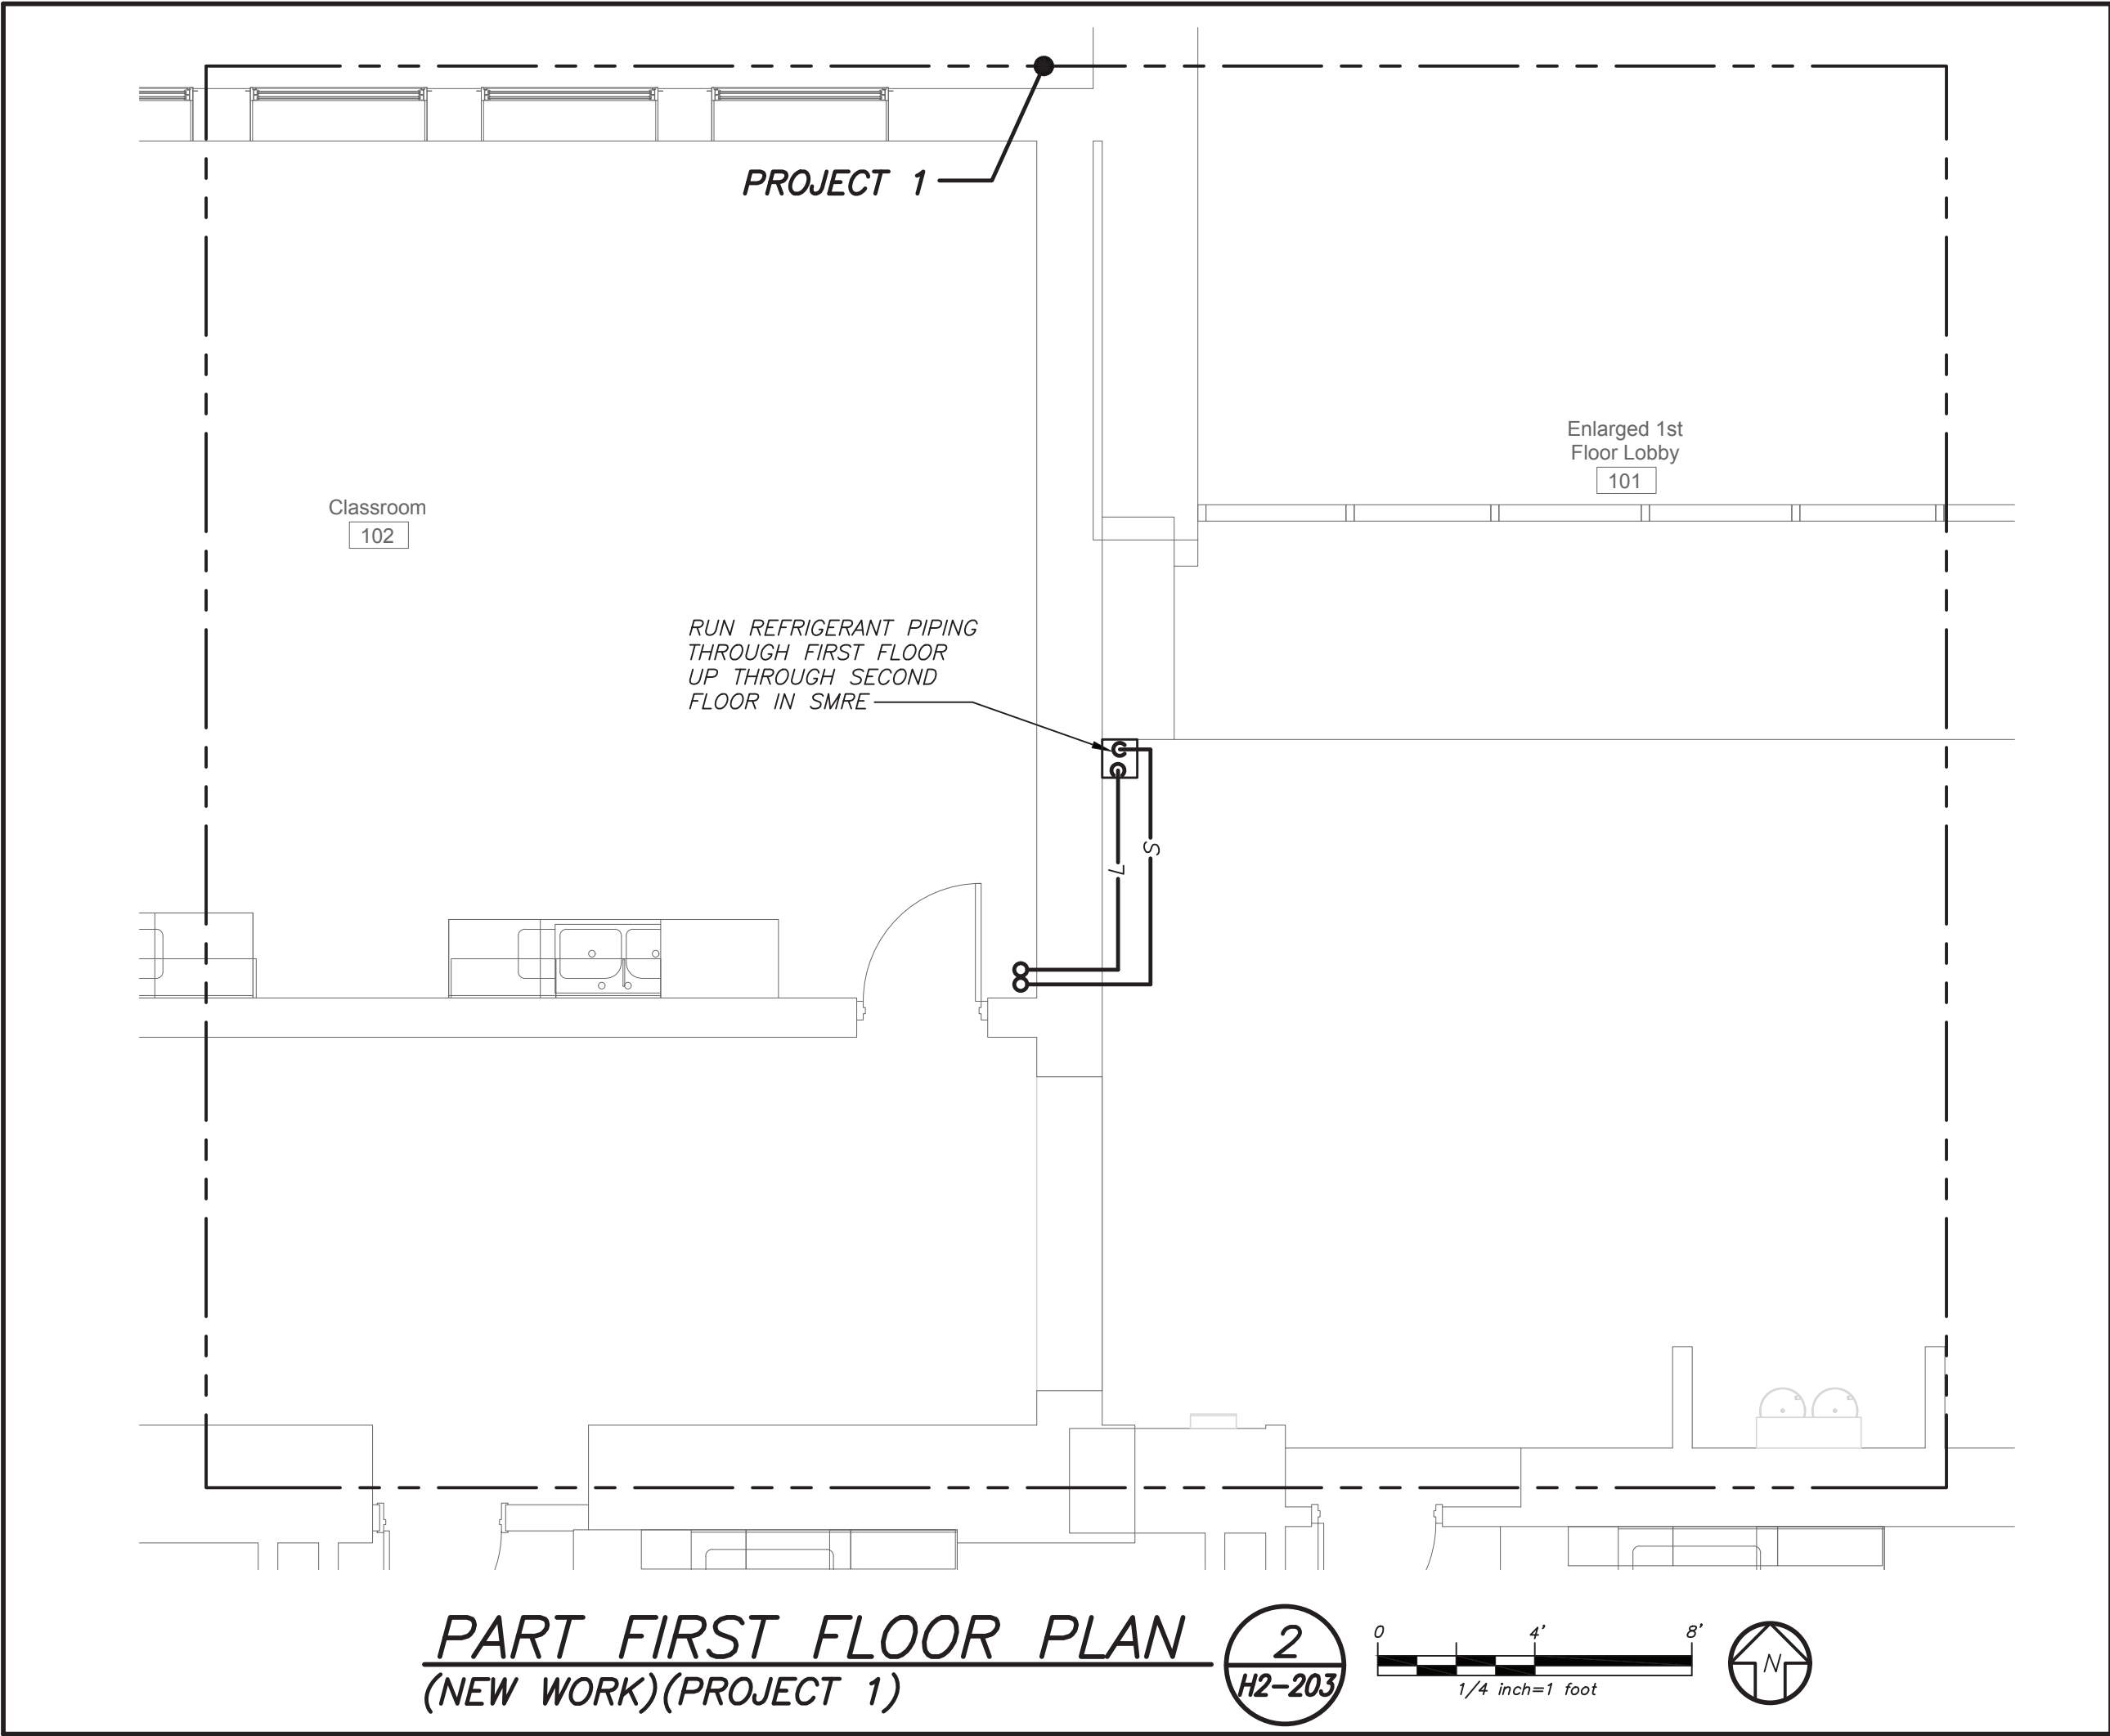 PROJECT 1
Enlarged 1st
Floor Lobby
101
Classroom
102
RUN REFRIGERANT PIPING
THROUGH FIRST FLOOR
UP THROUGH SECOND
FLOOR IN SMRE
S
L
PART FIRST FLOOR PLAN
(NEW WORK)(PROJECT 1)
2
H2-203
0 4' 8'
1/4 inch=1 foot
N